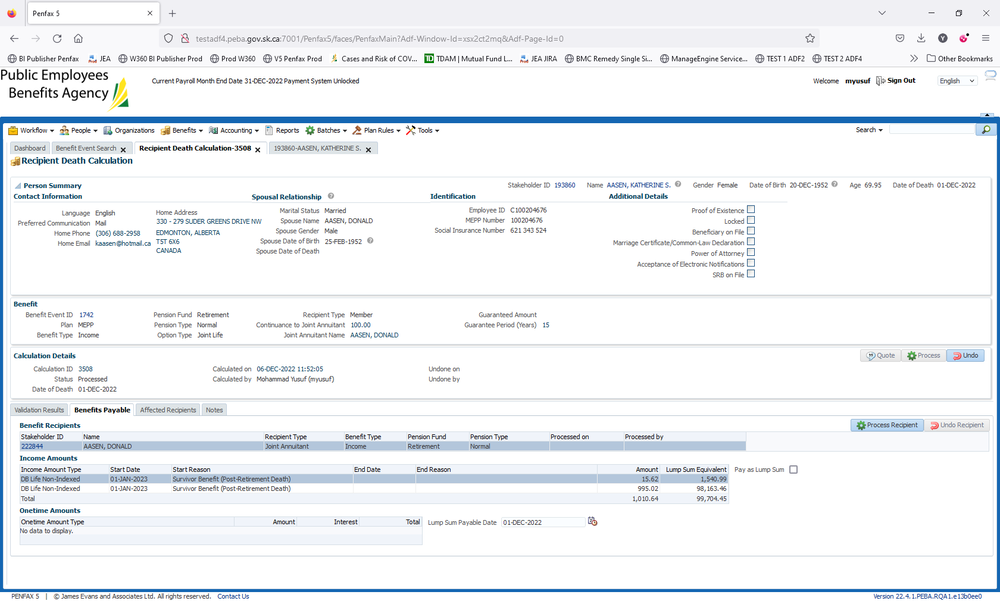 Penfax 5
testadf4.peba.gov.sk.ca:7001/Penfax5/faces/PenfaxMain?Adf-Window-Id=xsx2ct2mq&Adf-Page-Id=0
BI Publisher Penfax JEA W360 BI Publisher Prod Prod W360 V5 Penfax Prod Cases and Risk of COV... TDAM | Mutual Fund L... JEA JIRA BMC Remedy Single Si... ManageEngine Service... TEST 1 ADF2 TEST 2 ADF4 Other Bookmarks
Public Employees
Benefits Agency
Current Payroll Month End Date 31-DEC-2022 Payment System Unlocked
Welcome myusuf Sign Out English
Workflow People Organizations Benefits Accounting Reports Batches Plan Rules Tools Search
Dashboard Benefit Event Search Recipient Death Calculation-3508 193860-AASEN, KATHERINE S.
Recipient Death Calculation
Person Summary Stakeholder ID 193860 Name AASEN, KATHERINE S. Gender Female Date of Birth 20-DEC-1952 Age 69.95 Date of Death 01-DEC-2022
Contact Information Spousal Relationship Identification Additional Details
Language English Home Address Marital Status Married Employee ID C100204676 Proof of Existence
Preferred Communication Mail 330 - 279 SUDER GREENS DRIVE NW Spouse Name AASEN, DONALD MEPP Number 100204676 Locked
Home Phone (306) 688-2958 EDMONTON, ALBERTA Spouse Gender Male Social Insurance Number 621 343 524 Beneficiary on File
Home Email kaasen@hotmail.ca T5T 6X6 Spouse Date of Birth 25-FEB-1952 Marriage Certificate/Common-Law Declaration
CANADA Spouse Date of Death Power of Attorney
Acceptance of Electronic Notifications
SRB on File
Benefit
Benefit Event ID 1742 Pension Fund Retirement Recipient Type Member Guaranteed Amount
Plan MEPP Pension Type Normal Continuance to Joint Annuitant 100.00 Guarantee Period (Years) 15
Benefit Type Income Option Type Joint Life Joint Annuitant Name AASEN, DONALD
Calculation Details Quote Process Undo
Calculation ID 3508 Calculated on 06-DEC-2022 11:52:05 Undone on
Status Processed Calculated by Mohammad Yusuf (myusuf) Undone by
Date of Death 01-DEC-2022
Validation Results Benefits Payable Affected Recipients Notes
Benefit Recipients Process Recipient Undo Recipient
Stakeholder ID Name Recipient Type Benefit Type Pension Fund Pension Type Processed on Processed by
222844 AASEN, DONALD Joint Annuitant Income Retirement Normal
Income Amounts
Income Amount Type Start Date Start Reason End Date End Reason Amount Lump Sum Equivalent Pay as Lump Sum
DB Life Non-Indexed 01-JAN-2023 Survivor Benefit (Post-Retirement Death) 15.62 1,540.99
DB Life Non-Indexed 01-JAN-2023 Survivor Benefit (Post-Retirement Death) 995.02 98,163.46
Total 1,010.64 99,704.45
Onetime Amounts
Onetime Amount Type Amount Interest Total Lump Sum Payable Date 01-DEC-2022
No data to display.
PENFAX 5 | © James Evans and Associates Ltd. All rights reserved. Contact Us Version 22.4.1.PEBA.RQA1.e13b0ee0